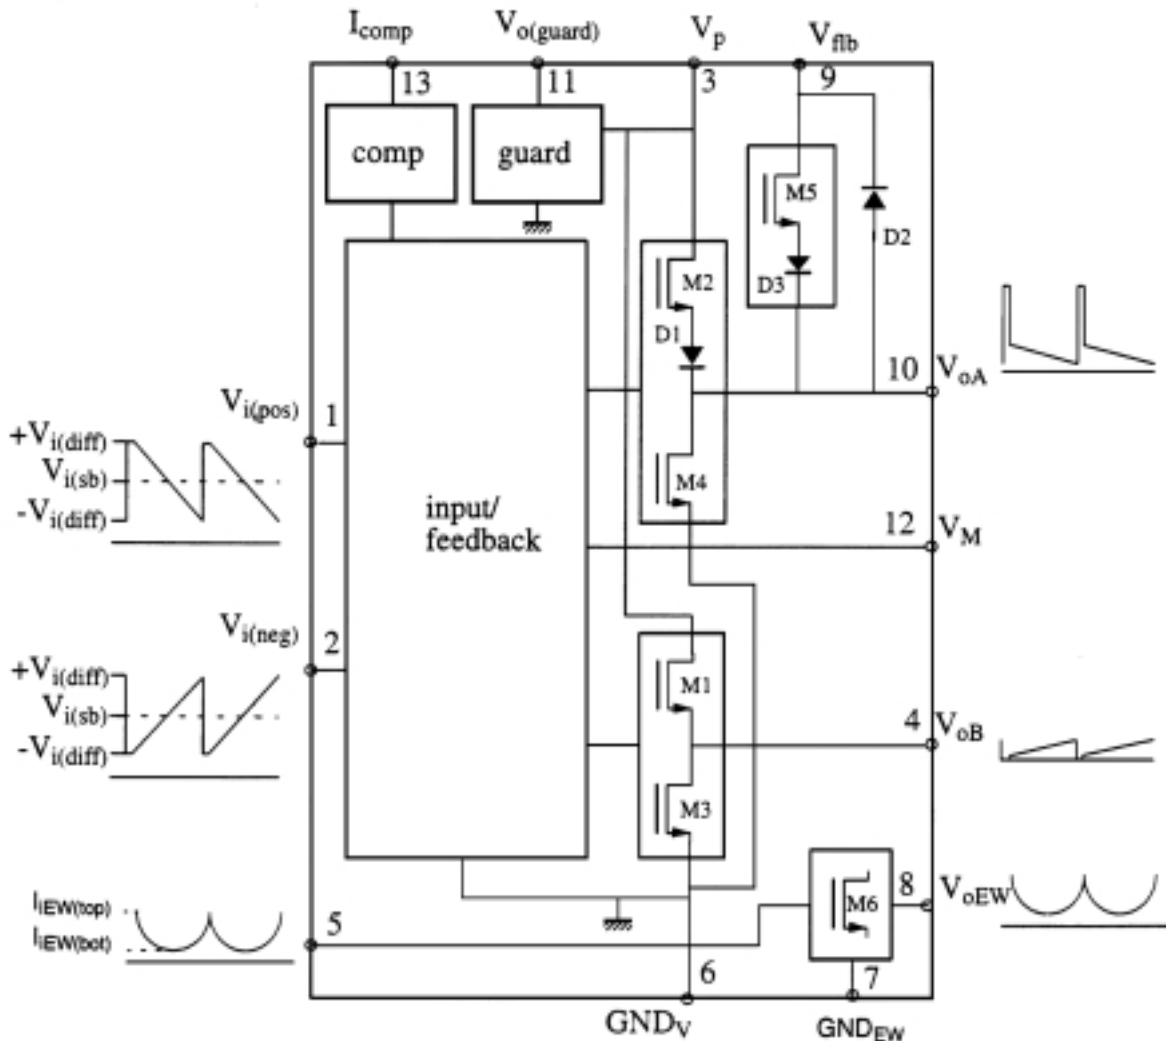 I_comp V_o(guard) V_p V_flb
13 11 3 9
comp guard
M5
D2
D3
M2
D1
10 V_oA
V_i(pos)
1
+V_i(diff)
V_i(sb)
-V_i(diff)
M4
input/
feedback
12 V_M
V_i(neg)
2
+V_i(diff)
V_i(sb)
-V_i(diff)
M1
4 V_oB
M3
I_iEW(top)
I_iEW(bot)
5
M6
8 V_oEW
6 7
GND_V GND_EW